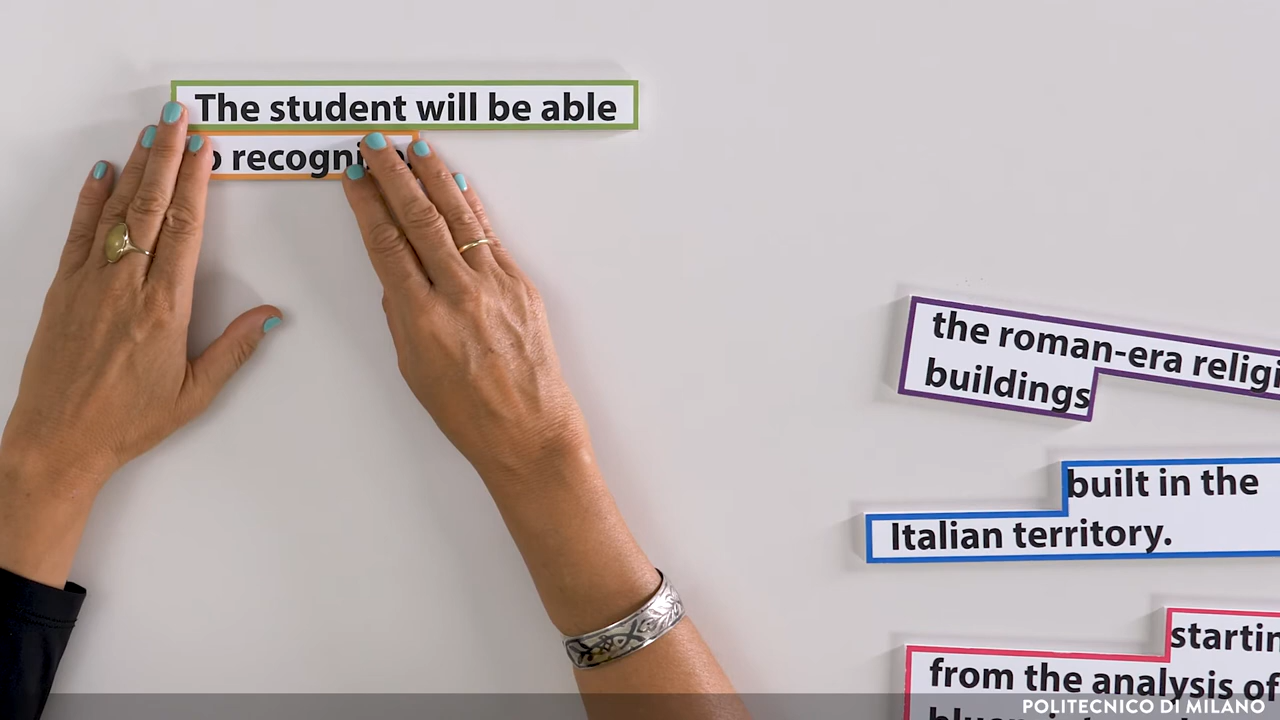 The student will be able
the roman-era
buildings
built in the
Italian territory.
from the analysis of
POLITECNICO DI MILANO